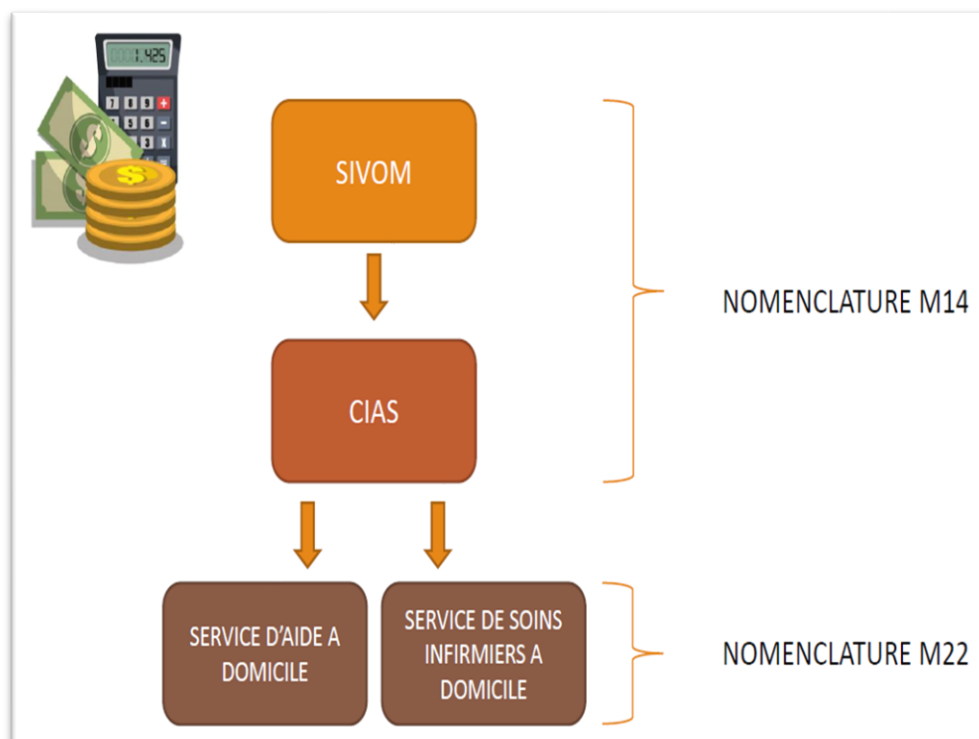 1.425
SIVOM
NOMENCLATURE M14
CIAS
SERVICE D'AIDE A
DOMICILE
SERVICE DE SOINS
INFIRMIERS A
DOMICILE
NOMENCLATURE M22